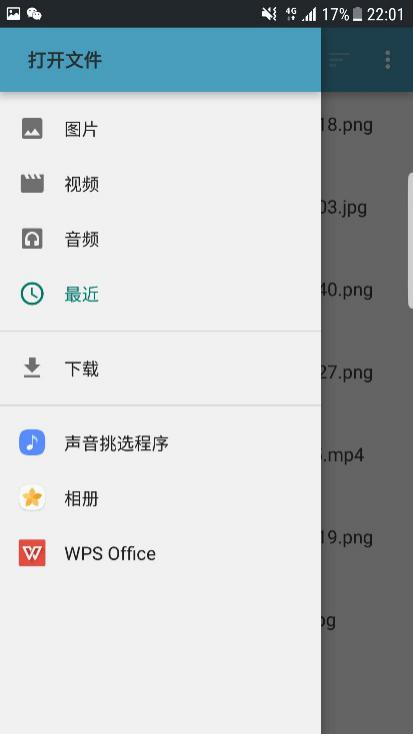 4G 17% 22:01
打开文件
图片
18.png
视频
03.jpg
音频
40.png
最近
下载
27.png
声音挑选程序
.mp4
相册
19.png
WPS Office
pg